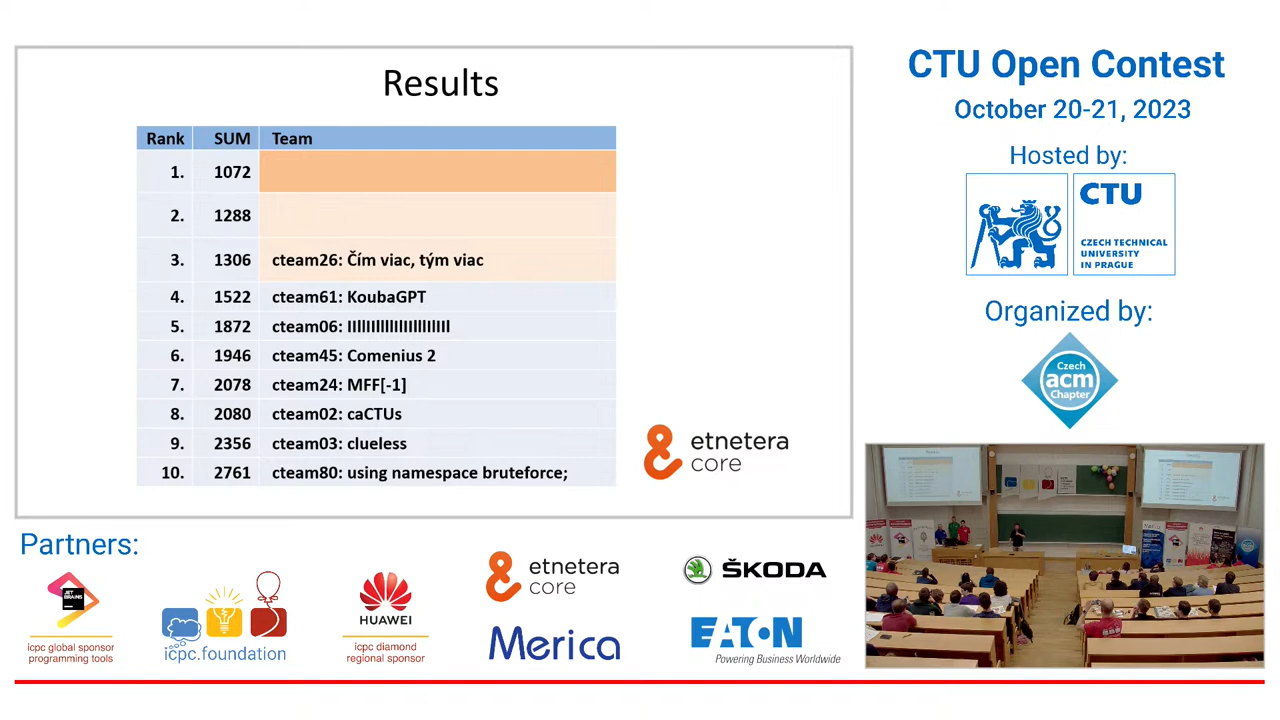 Results
Rank SUM Team
1. 1072
2. 1288
3. 1306 cteam26: Čím viac, tým viac
4. 1522 cteam61: KoubaGPT
5. 1872 cteam06: IIIIIIIIIIIIIIIIIIIIII
6. 1946 cteam45: Comenius 2
7. 2078 cteam24: MFF[-1]
8. 2080 cteam02: caCTUs
9. 2356 cteam03: clueless
10. 2761 cteam80: using namespace bruteforce;
etnetera
core
CTU Open Contest
October 20-21, 2023
Hosted by:
CTU
CZECH TECHNICAL
UNIVERSITY
IN PRAGUE
Organized by:
Czech
acm
Chapter
Partners:
JET
BRAINS
icpc global sponsor
programming tools
icpc.foundation
HUAWEI
icpc diamond
regional sponsor
etnetera
core
Merica
ŠKODA
EATON
Powering Business Worldwide